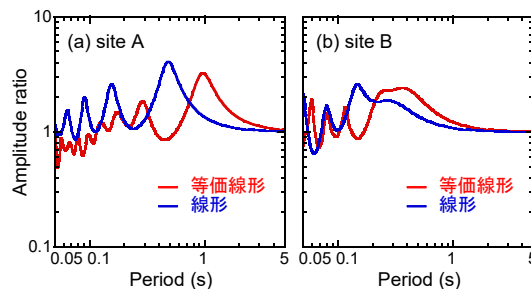 10
1
0.1
Amplitude ratio
(a) site A
等価線形
線形
0.05 0.1 1 5
Period (s)
(b) site B
等価線形
線形
0.05 0.1 1 5
Period (s)